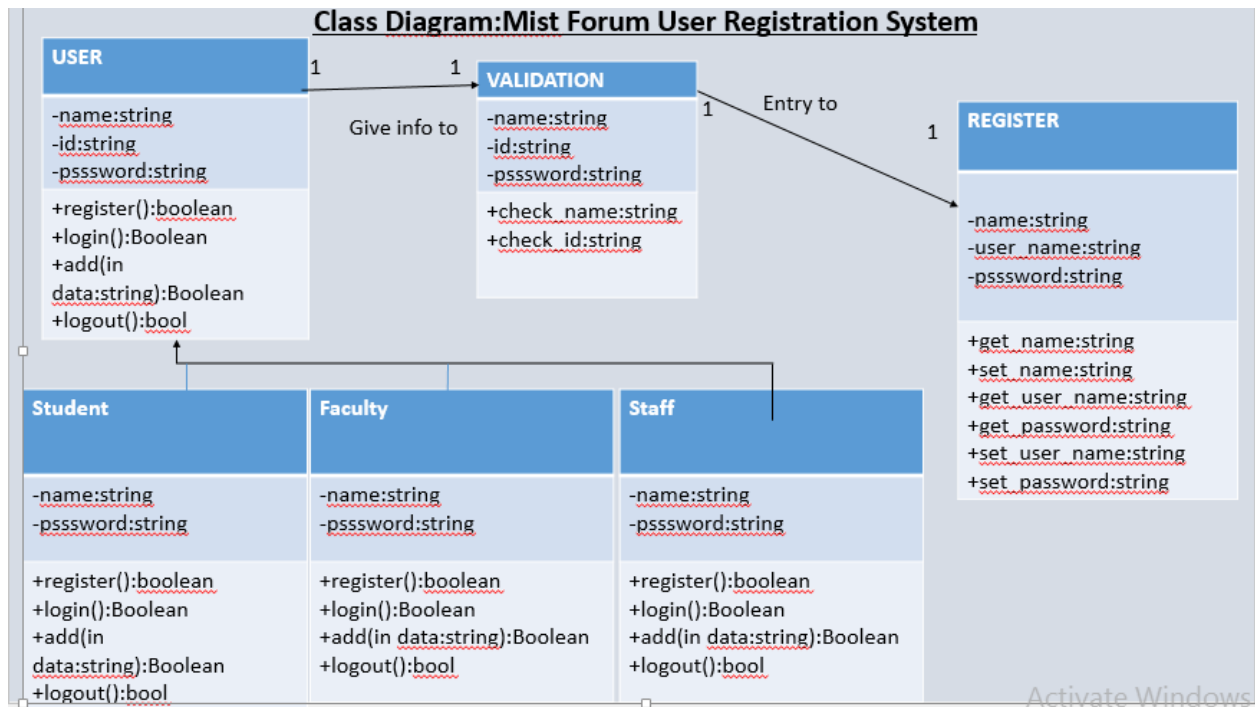 Class Diagram:Mist Forum User Registration System
USER
-name:string
-id:string
-psssword:string
+register():boolean
+login():Boolean
+add(in
data:string):Boolean
+logout():bool
1
1
Give info to
VALIDATION
-name:string
-id:string
-psssword:string
+check_name:string
+check_id:string
1
Entry to
1
REGISTER
-name:string
-user_name:string
-psssword:string
+get_name:string
+set_name:string
+get_user_name:string
+get_password:string
+set_user_name:string
+set_password:string
Student
-name:string
-psssword:string
+register():boolean
+login():Boolean
+add(in
data:string):Boolean
+logout():bool
Faculty
-name:string
-psssword:string
+register():boolean
+login():Boolean
+add(in data:string):Boolean
+logout():bool
Staff
-name:string
-psssword:string
+register():boolean
+login():Boolean
+add(in data:string):Boolean
+logout():bool
Activate Windows